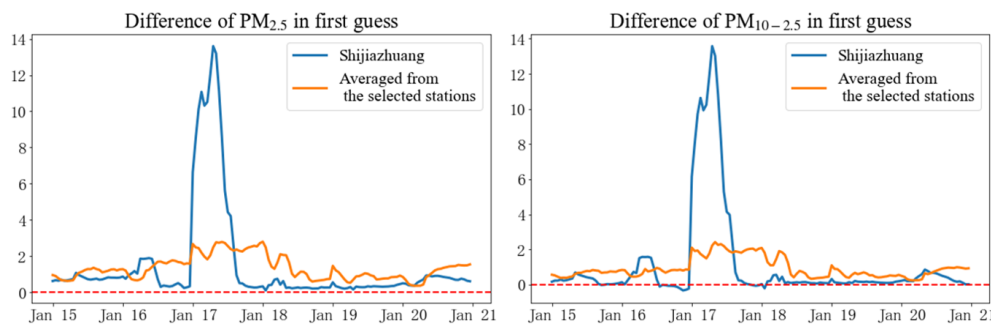 Difference of PM2.5 in first guess
14
12
10
8
6
4
2
0
Shijiazhuang
Averaged from
the selected stations
Jan 15 Jan 16 Jan 17 Jan 18 Jan 19 Jan 20 Jan 21
Difference of PM10−2.5 in first guess
14
12
10
8
6
4
2
0
Shijiazhuang
Averaged from
the selected stations
Jan 15 Jan 16 Jan 17 Jan 18 Jan 19 Jan 20 Jan 21